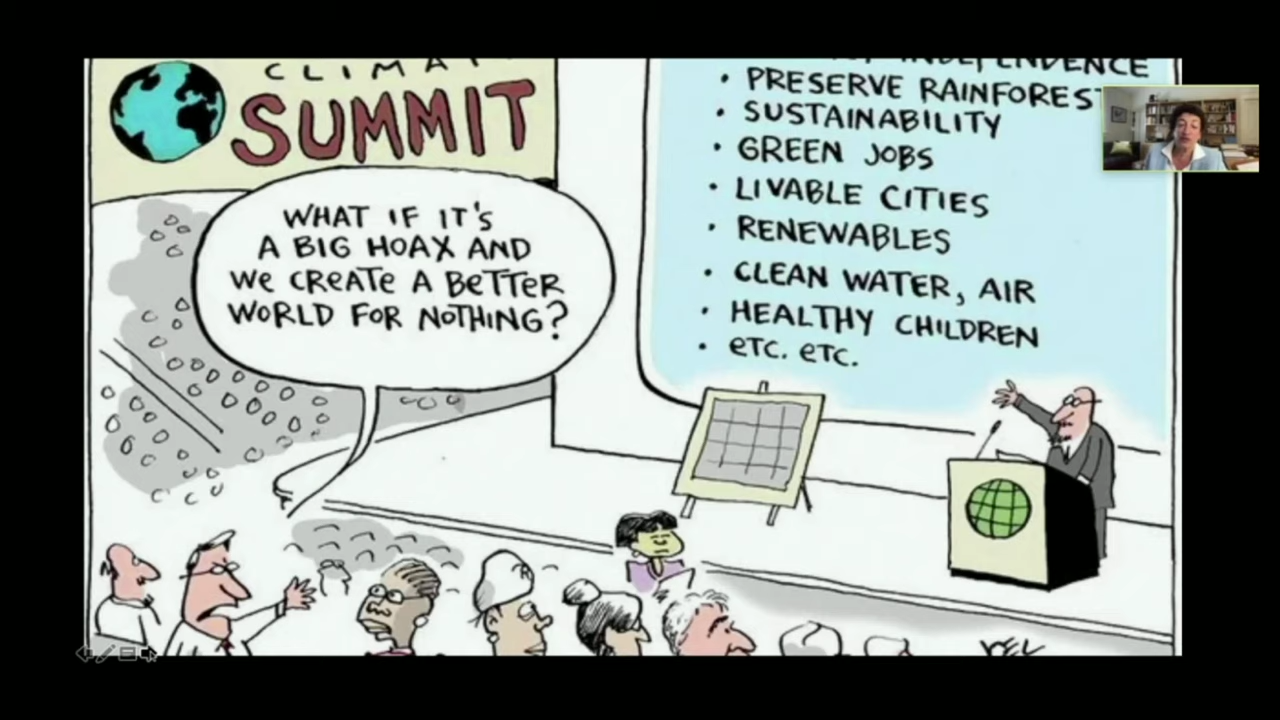 SUMMIT
WHAT IF IT'S
A BIG HOAX AND
WE CREATE A BETTER
WORLD FOR NOTHING?
INDEPENDENCE
• PRESERVE
• SUSTAINABILITY
• GREEN JOBS
• LIVABLE CITIES
• RENEWABLES
• CLEAN WATER, AIR
• HEALTHY CHILDREN
• ETC. ETC.